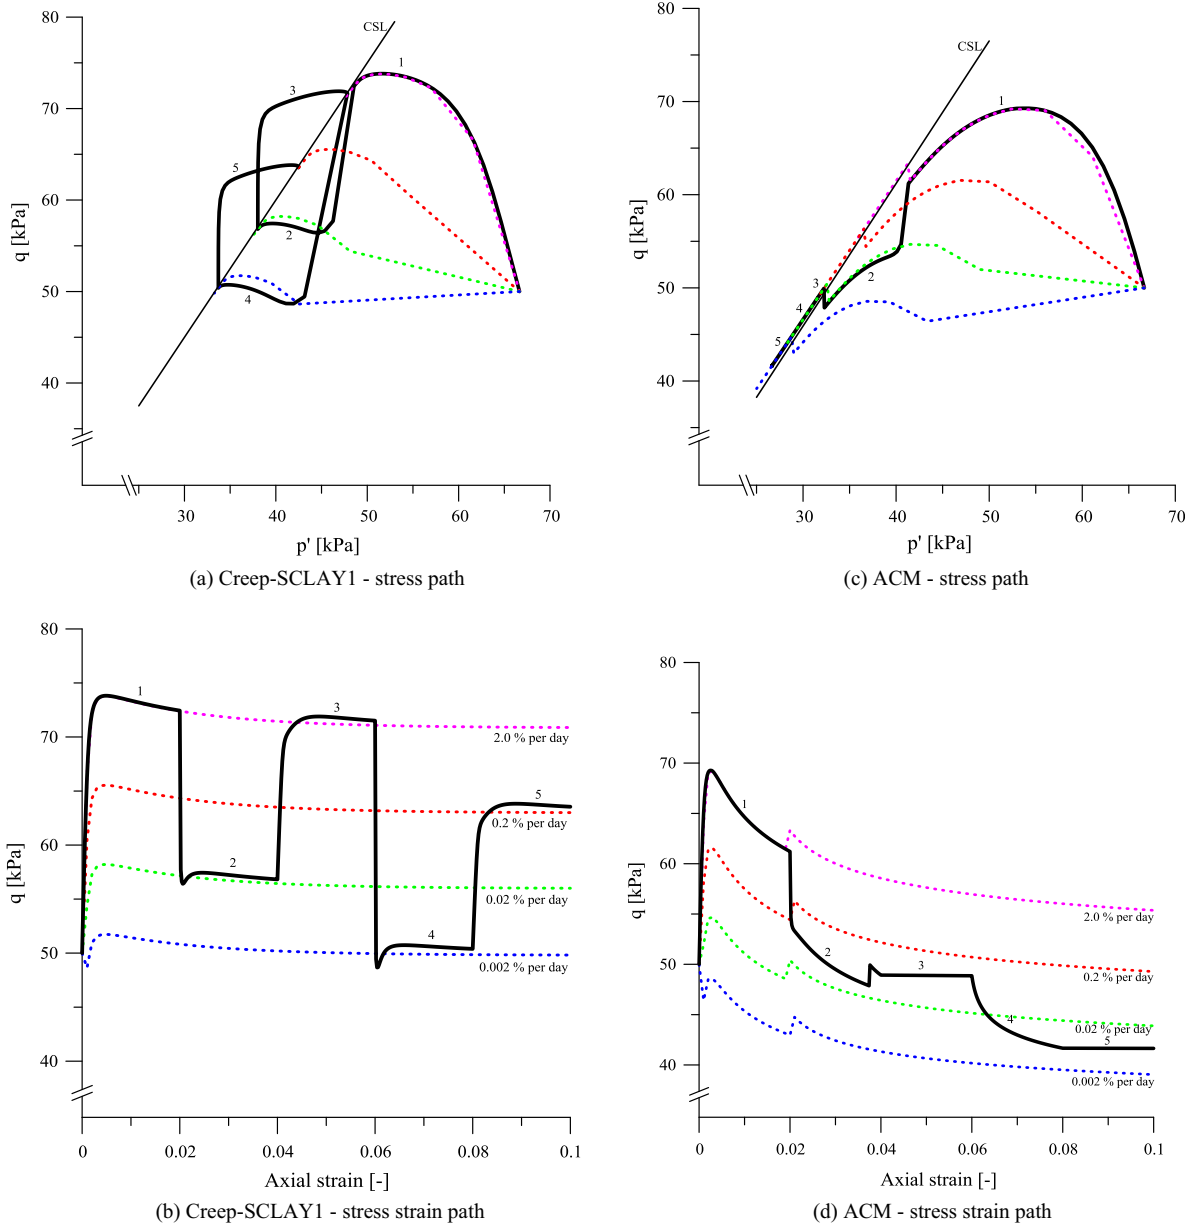 80
70
60
50
40
q [kPa]
CSL
1
3
5
2
4
30
40
50
60
70
p' [kPa]
(a) Creep-SCLAY1 - stress path
80
70
60
50
40
q [kPa]
CSL
1
2
3
4
5
30
40
50
60
70
p' [kPa]
(c) ACM - stress path
80
70
60
50
40
q [kPa]
1
2
3
4
5
2.0 % per day
0.2 % per day
0.02 % per day
0.002 % per day
0
0.02
0.04
0.06
0.08
0.1
Axial strain [-]
(b) Creep-SCLAY1 - stress strain path
80
70
60
50
40
q [kPa]
1
2
3
4
5
2.0 % per day
0.2 % per day
0.02 % per day
0.002 % per day
0
0.02
0.04
0.06
0.08
0.1
Axial strain [-]
(d) ACM - stress strain path